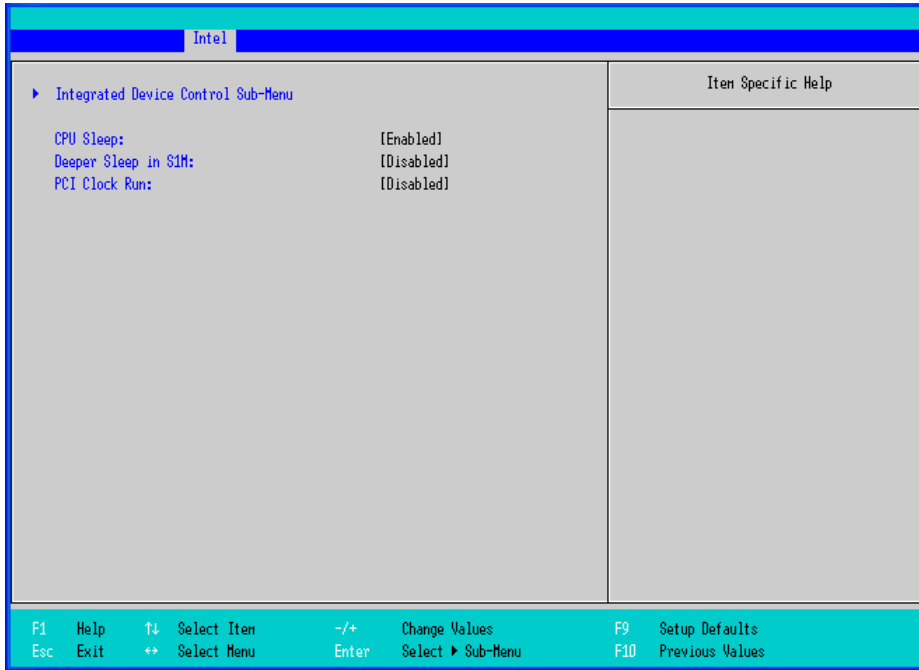 Intel
Item Specific Help
▶ Integrated Device Control Sub-Menu
CPU Sleep: [Enabled]
Deeper Sleep in S1M: [Disabled]
PCI Clock Run: [Disabled]
F1 Help ↑↓ Select Item -/+ Change Values F9 Setup Defaults
Esc Exit ↔ Select Menu Enter Select ▶ Sub-Menu F10 Previous Values